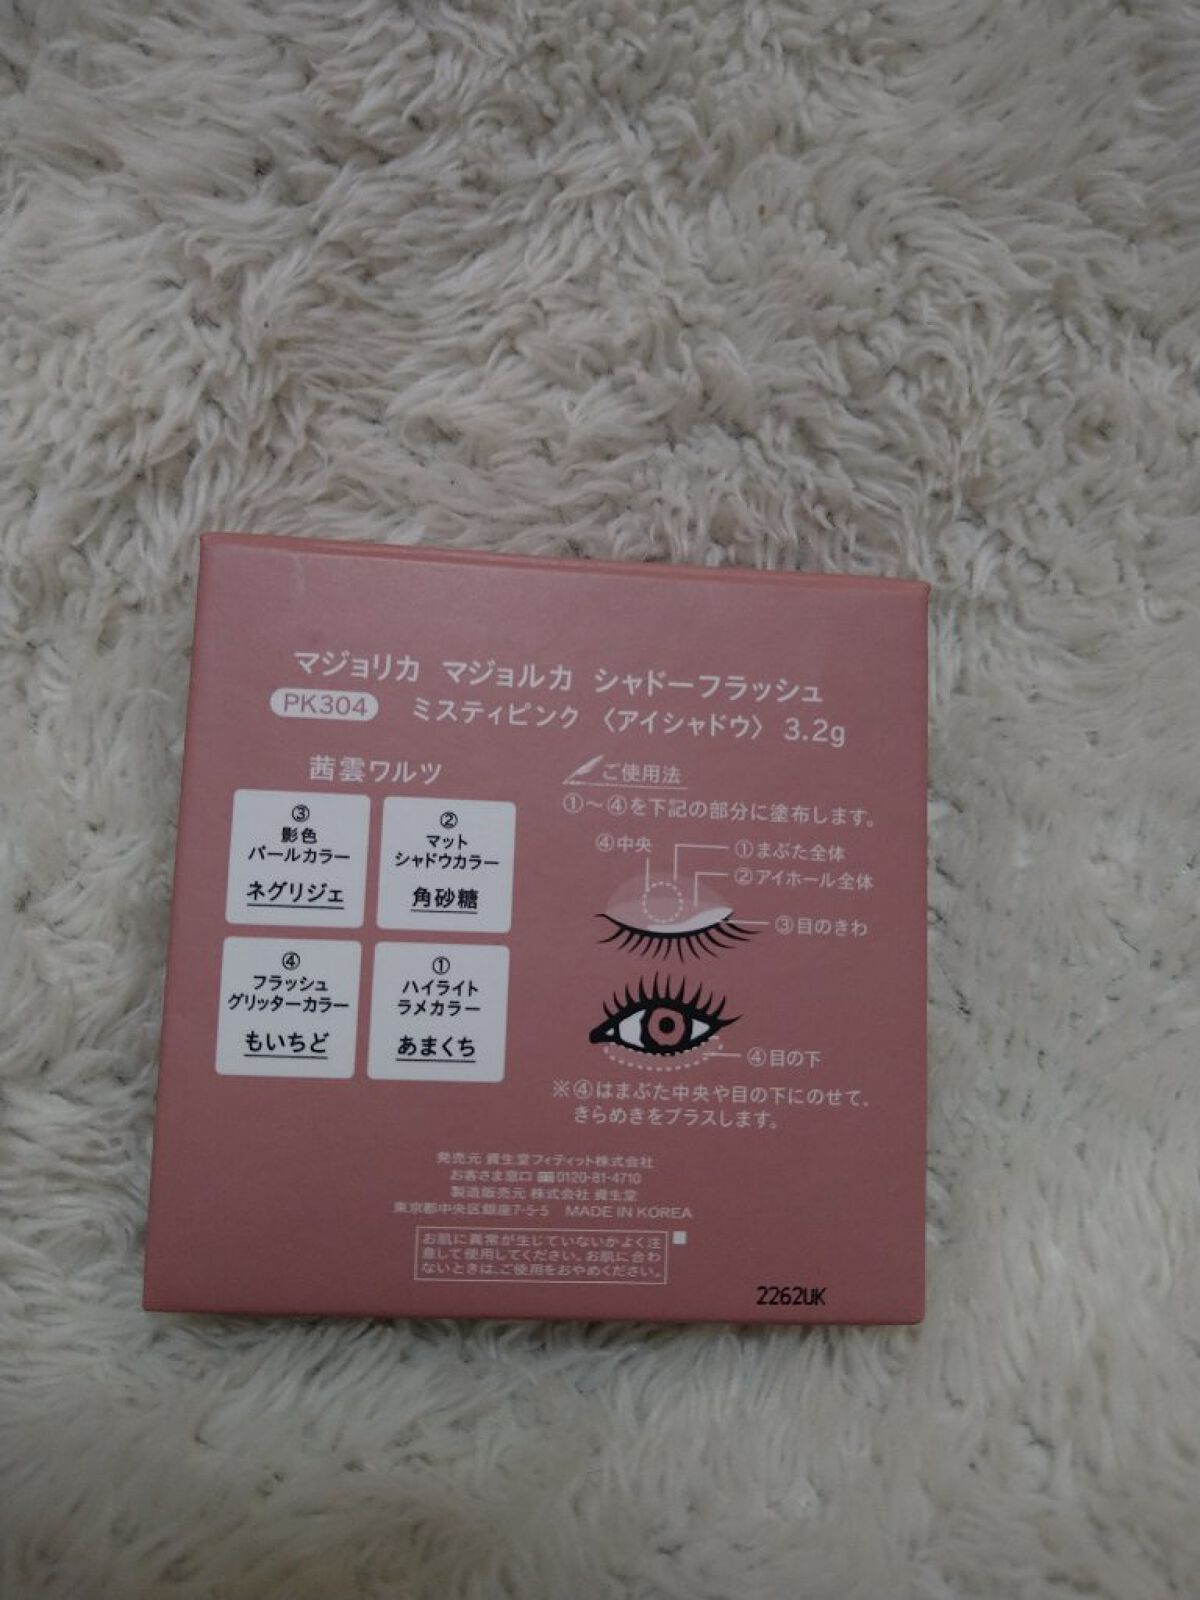 マジョリカ マジョルカ シャドーフラッシュ
PK304 ミスティピンク 〈アイシャドウ〉 3.2g
茜雲ワルツ
③
影色
パールカラー
ネグリジェ
②
マット
シャドウカラー
角砂糖
④
フラッシュ
グリッターカラー
もいちど
①
ハイライト
ラメカラー
あまくち
ご使用法
①〜④を下記の部分に塗布します。
④中央
①まぶた全体
②アイホール全体
③目のきわ
④目の下
※④はまぶた中央や目の下にのせて、
きらめきをプラスします。
発売元 資生堂フィティット株式会社
お客さま窓口 0120-81-4710
製造販売元 株式会社 資生堂
東京都中央区銀座7-5-5 MADE IN KOREA
お肌に異常が生じていないかよく注
意して使用してください。お肌に合わ
ないときは、ご使用をおやめください。
2262UK